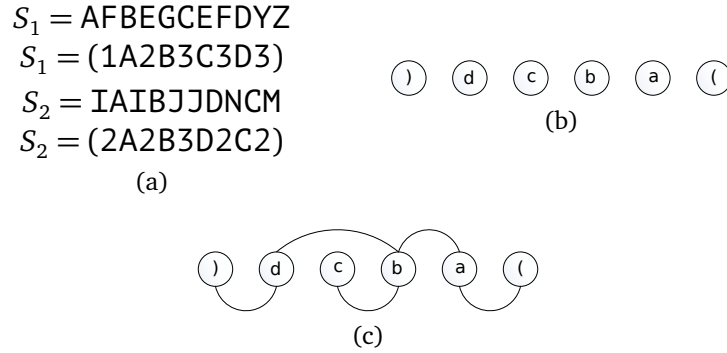 S₁ = AFBEGCEFDYZ
S₁ = (1A2B3C3D3)
S₂ = IAIBJJDNCM
S₂ = (2A2B3D2C2)
(a)
) d c b a (
(b)
) d c b a (
(c)